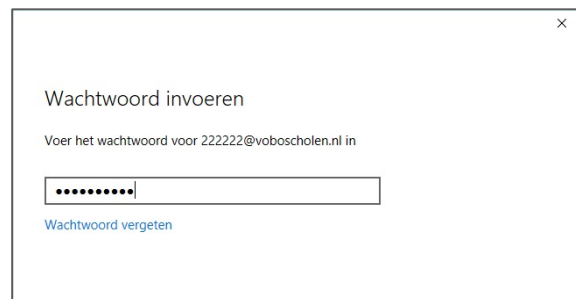 Wachtwoord invoeren
Voer het wachtwoord voor 222222@voboscholen.nl in
••••••••••
Wachtwoord vergeten